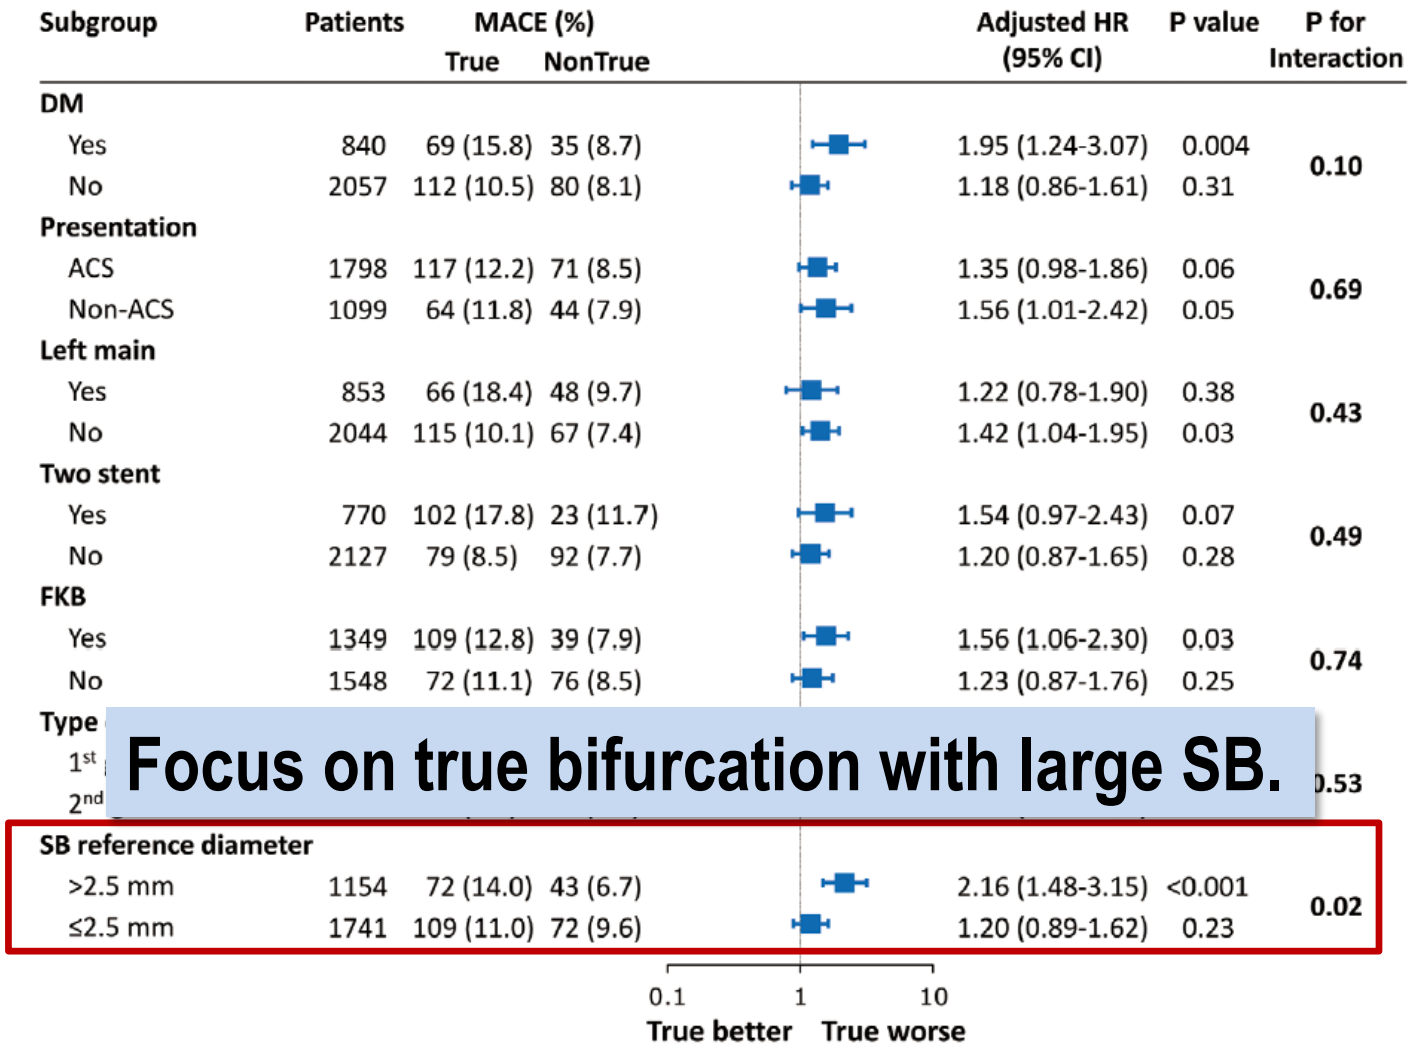 Subgroup Patients MACE (%) Adjusted HR P value P for
True NonTrue (95% CI) Interaction
DM
Yes 840 69 (15.8) 35 (8.7) 1.95 (1.24-3.07) 0.004
0.10
No 2057 112 (10.5) 80 (8.1) 1.18 (0.86-1.61) 0.31
Presentation
ACS 1798 117 (12.2) 71 (8.5) 1.35 (0.98-1.86) 0.06
0.69
Non-ACS 1099 64 (11.8) 44 (7.9) 1.56 (1.01-2.42) 0.05
Left main
Yes 853 66 (18.4) 48 (9.7) 1.22 (0.78-1.90) 0.38
0.43
No 2044 115 (10.1) 67 (7.4) 1.42 (1.04-1.95) 0.03
Two stent
Yes 770 102 (17.8) 23 (11.7) 1.54 (0.97-2.43) 0.07
0.49
No 2127 79 (8.5) 92 (7.7) 1.20 (0.87-1.65) 0.28
FKB
Yes 1349 109 (12.8) 39 (7.9) 1.56 (1.06-2.30) 0.03
0.74
No 1548 72 (11.1) 76 (8.5) 1.23 (0.87-1.76) 0.25
Type
1st
Focus on true bifurcation with large SB.
0.53
2nd
SB reference diameter
>2.5 mm 1154 72 (14.0) 43 (6.7) 2.16 (1.48-3.15) <0.001
0.02
≤2.5 mm 1741 109 (11.0) 72 (9.6) 1.20 (0.89-1.62) 0.23
0.1 1 10
True better True worse